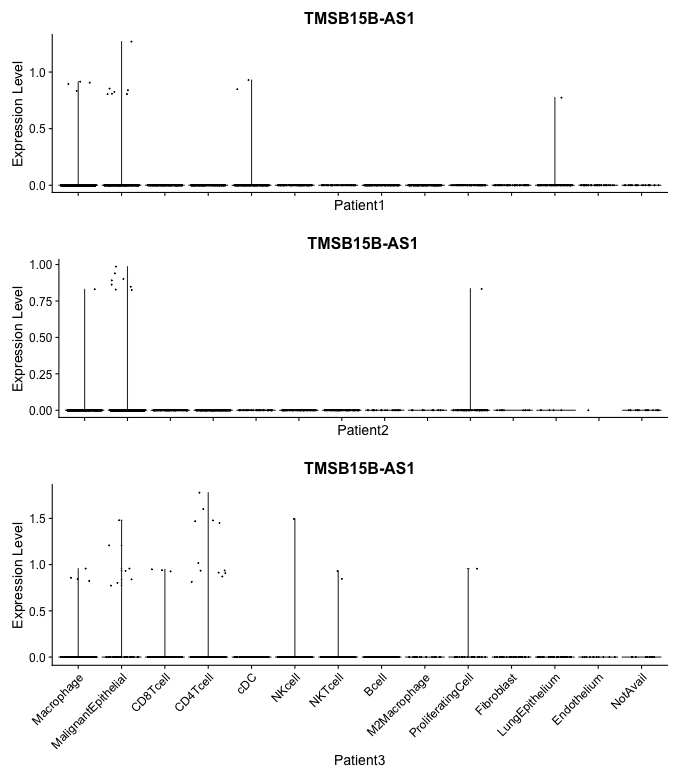 TMSB15B-AS1
Expression Level
1.0
0.5
0.0
Patient1
TMSB15B-AS1
Expression Level
1.00
0.75
0.50
0.25
0.00
Patient2
TMSB15B-AS1
Expression Level
1.5
1.0
0.5
0.0
Macrophage
MalignantEpithelial
CD8Tcell
CD4Tcell
cDC
NKcell
NKTcell
Bcell
M2Macrophage
ProliferatingCell
Fibroblast
LungEpithelium
Endothelium
NotAvail
Patient3